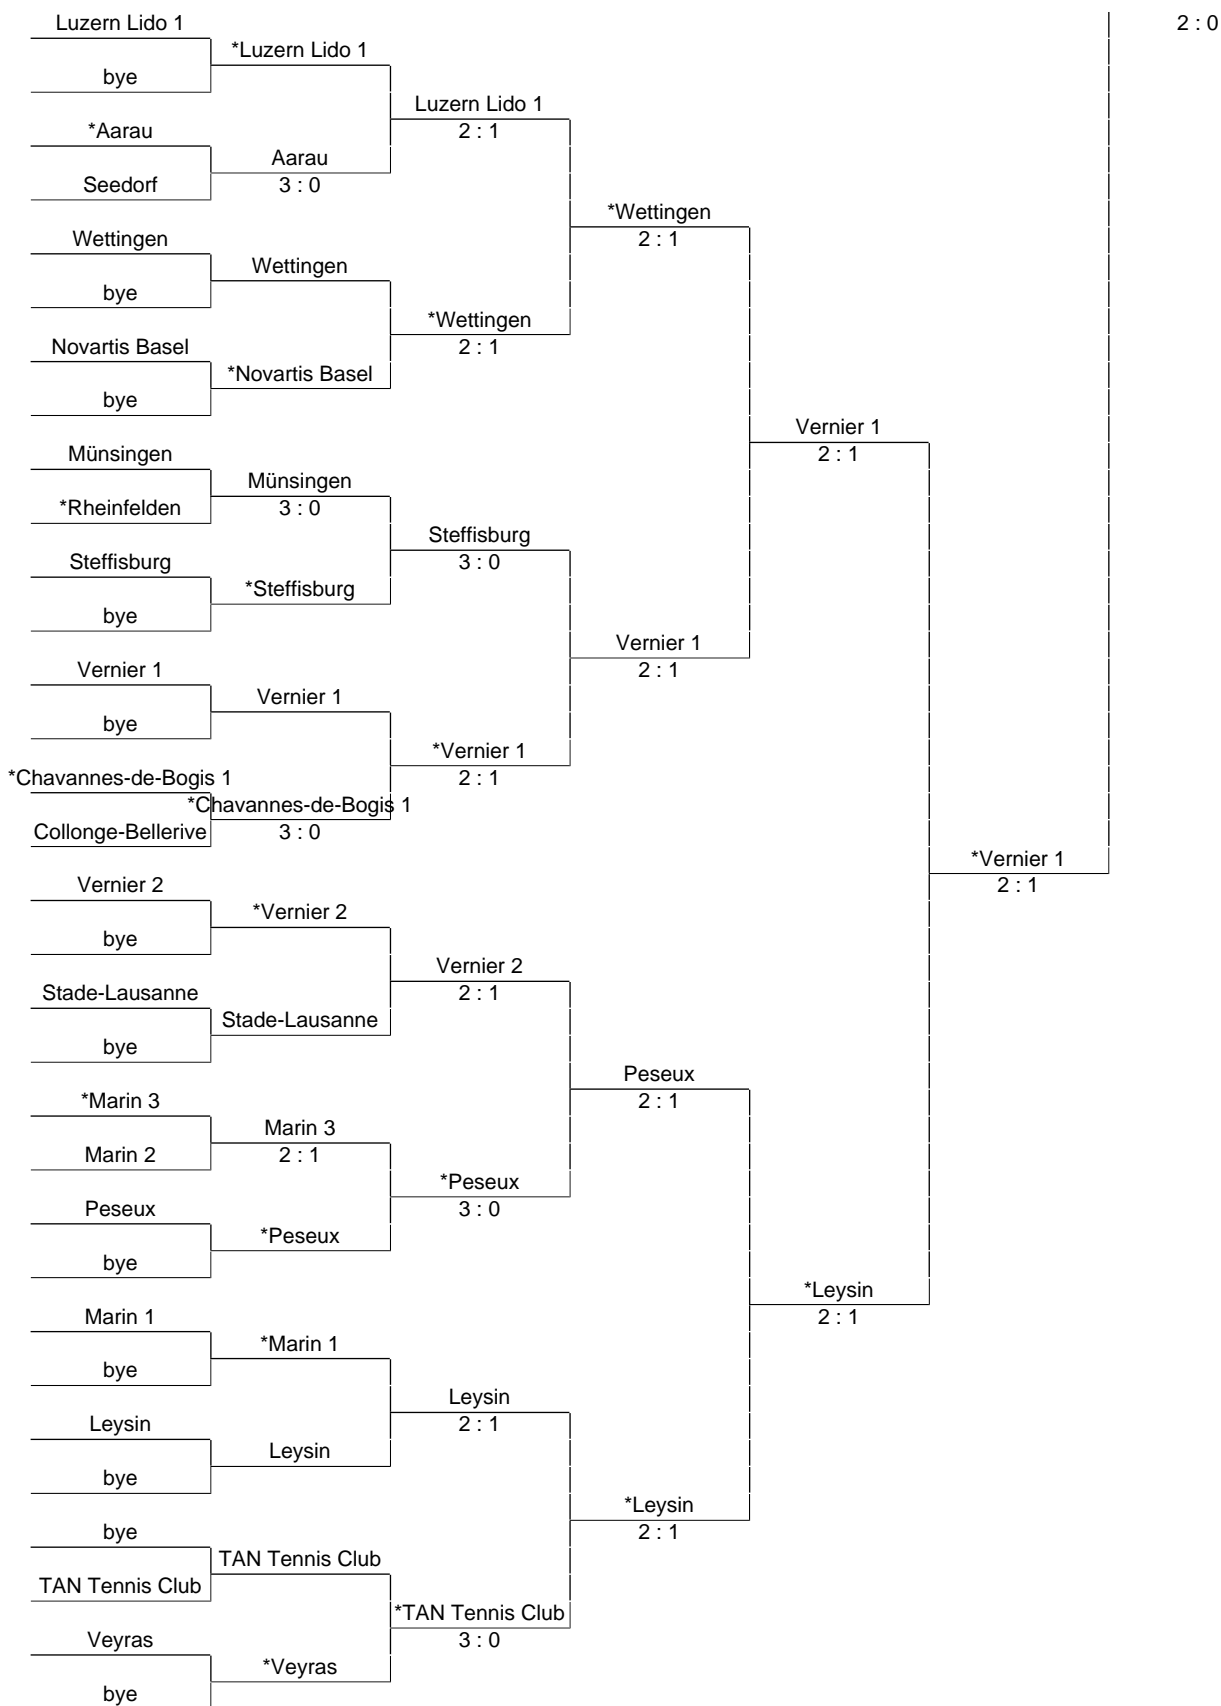 Luzern Lido 1
2 : 0
*Luzern Lido 1
bye
Luzern Lido 1
2 : 1
*Aarau
Aarau
3 : 0
Seedorf
*Wettingen
2 : 1
Wettingen
Wettingen
bye
*Wettingen
2 : 1
Novartis Basel
*Novartis Basel
bye
Vernier 1
2 : 1
Münsingen
Münsingen
3 : 0
*Rheinfelden
Steffisburg
3 : 0
Steffisburg
*Steffisburg
bye
Vernier 1
2 : 1
Vernier 1
Vernier 1
bye
*Vernier 1
2 : 1
*Chavannes-de-Bogis 1
*Chavannes-de-Bogis 1
3 : 0
Collonge-Bellerive
*Vernier 1
2 : 1
Vernier 2
*Vernier 2
bye
Vernier 2
2 : 1
Stade-Lausanne
Stade-Lausanne
bye
Peseux
2 : 1
*Marin 3
Marin 3
2 : 1
Marin 2
*Peseux
3 : 0
Peseux
*Peseux
bye
*Leysin
2 : 1
Marin 1
*Marin 1
bye
Leysin
2 : 1
Leysin
Leysin
bye
*Leysin
2 : 1
bye
TAN Tennis Club
TAN Tennis Club
*TAN Tennis Club
3 : 0
Veyras
*Veyras
bye